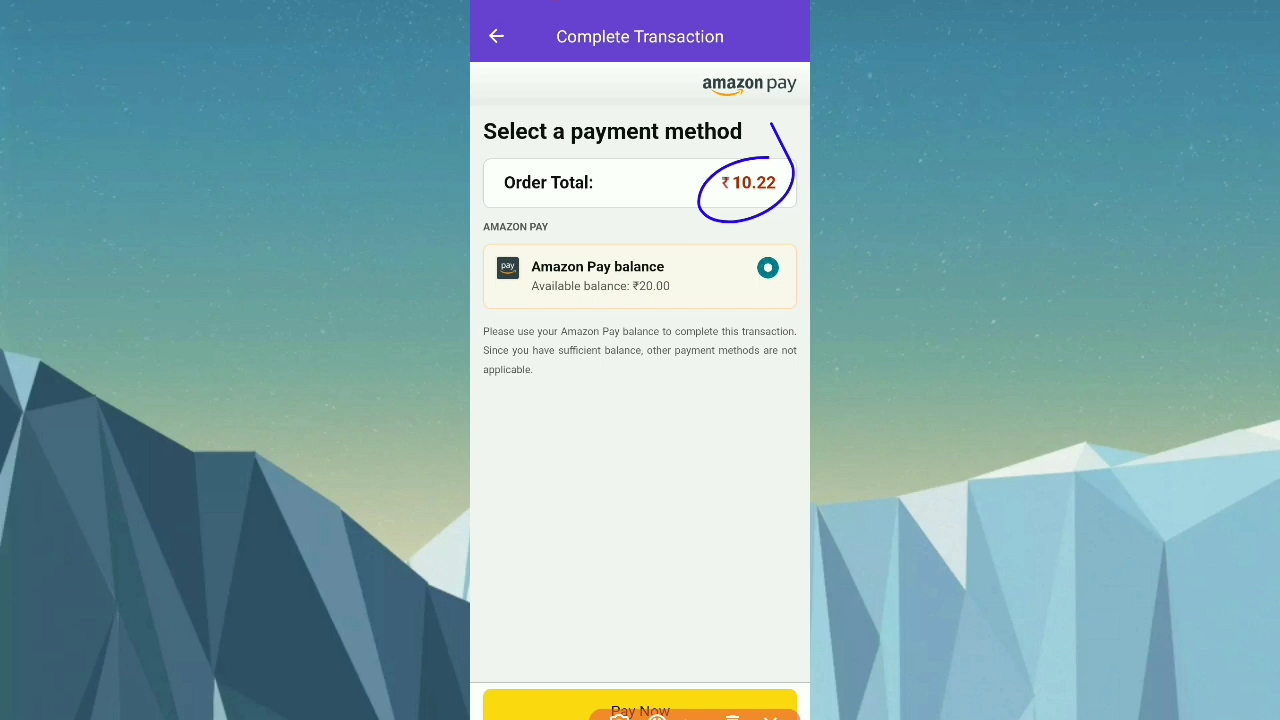 Complete Transaction
amazon pay
Select a payment method
Order Total: ₹10.22
AMAZON PAY
pay
Amazon Pay balance
Available balance: ₹20.00
Please use your Amazon Pay balance to complete this transaction.
Since you have sufficient balance, other payment methods are not
applicable.
Pay Now